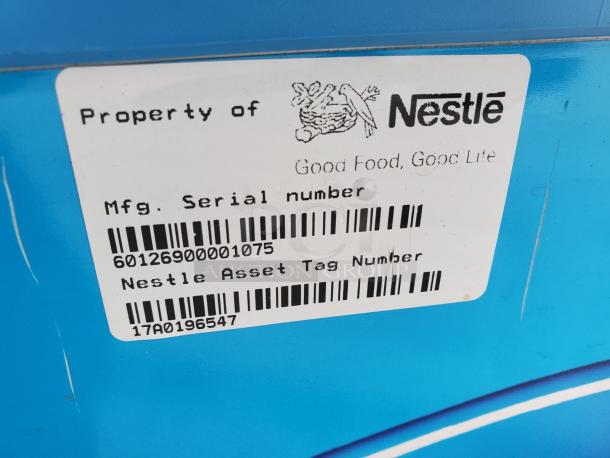 Property of Nestlé
Good Food, Good Life
Mfg. Serial number
60126900001075
Nestle Asset Tag Number
17A0196547